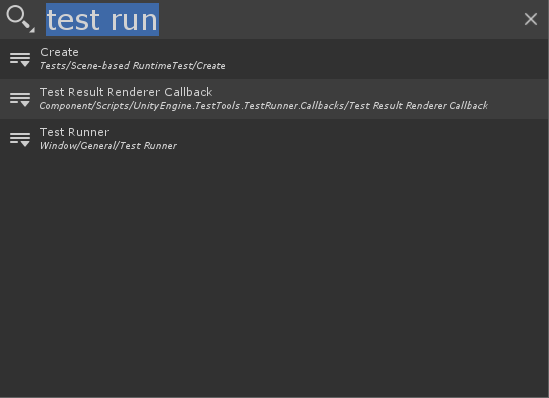 test run
Create
Tests/Scene-based RuntimeTest/Create
Test Result Renderer Callback
Component/Scripts/UnityEngine.TestTools.TestRunner.Callbacks/Test Result Renderer Callback
Test Runner
Window/General/Test Runner